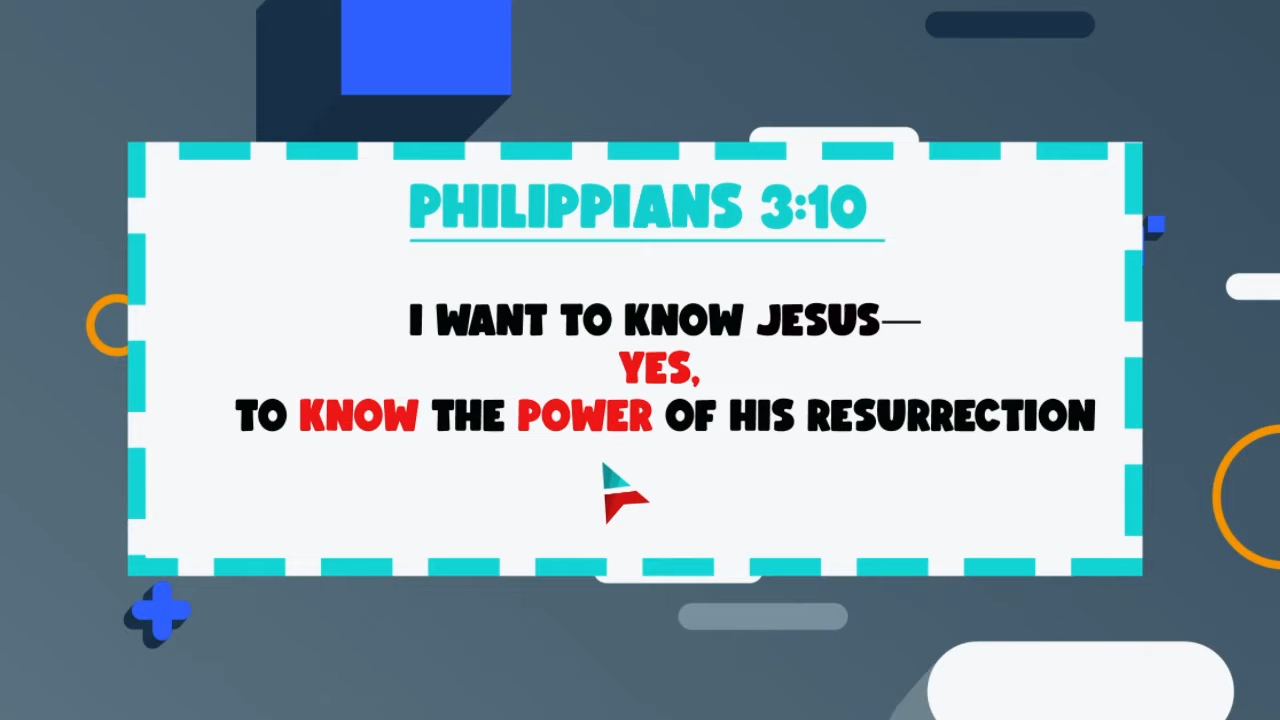 PHILIPPIANS 3:10
I WANT TO KNOW JESUS—
YES,
TO KNOW THE POWER OF HIS RESURRECTION